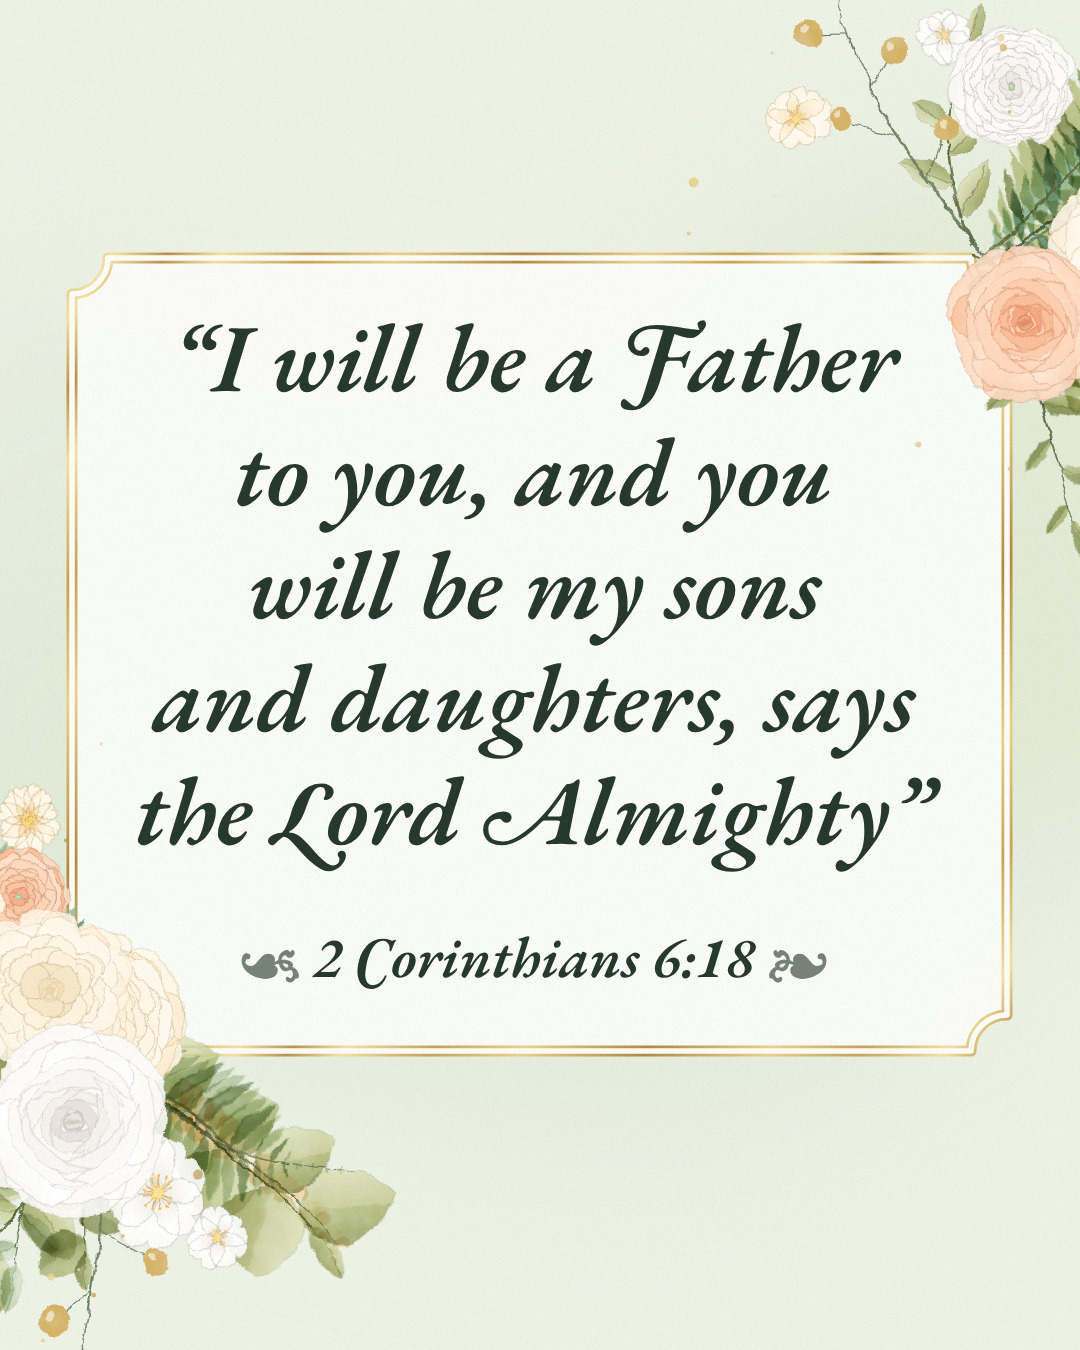 “I will be a Father
to you, and you
will be my sons
and daughters, says
the Lord Almighty”
2 Corinthians 6:18